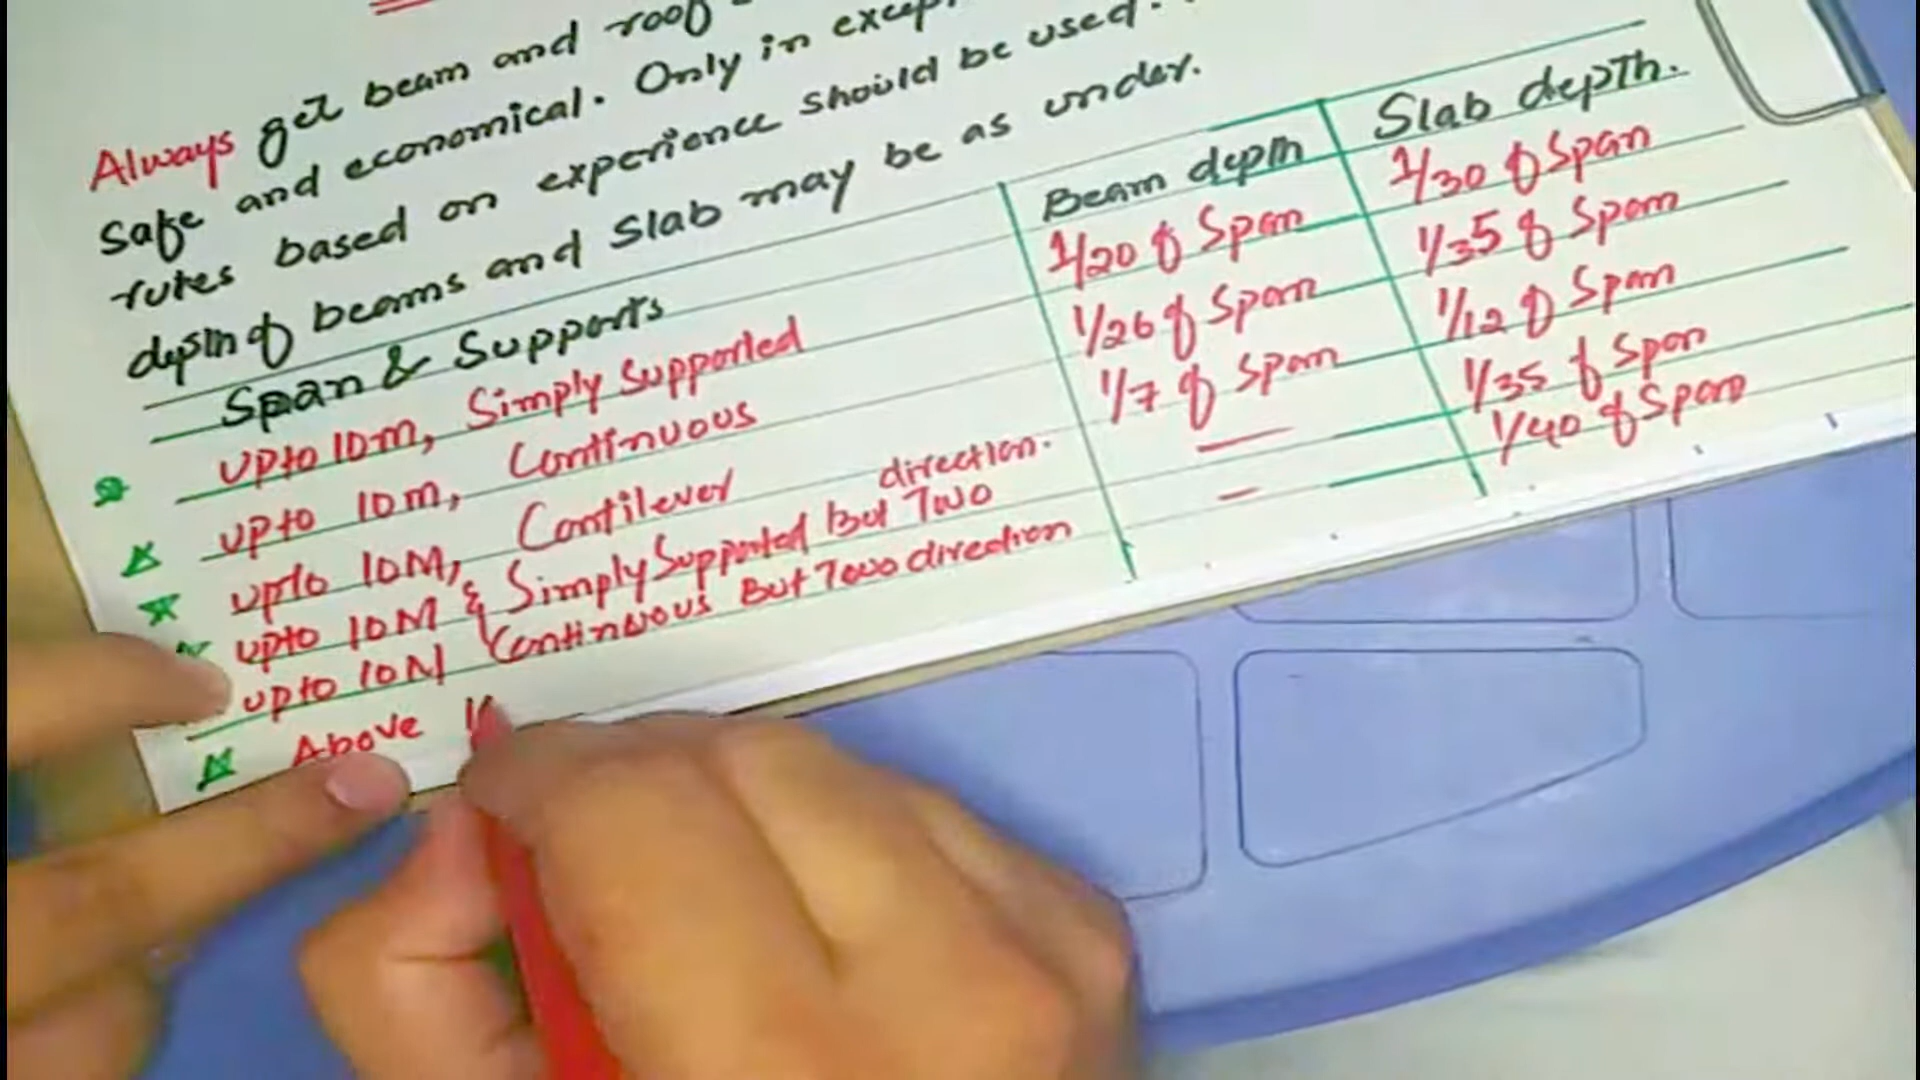 Always get beam and roof
Safe and economical. Only in excep
rules based on experience should be used.
depth of beams and Slab may be as under.
Span & Supports Beam depth Slab depth.
upto 10m, Simply Supported 1/20 of Span 1/30 of Span
upto 10m, Continuous 1/26 of Span 1/35 of Span
upto 10M, Cantilever 1/7 of Span 1/12 of Span
upto 10M & Simply Supported But Two direction. — 1/35 of Span
upto 10M & Continuous But Two direction — 1/40 of Span
Above